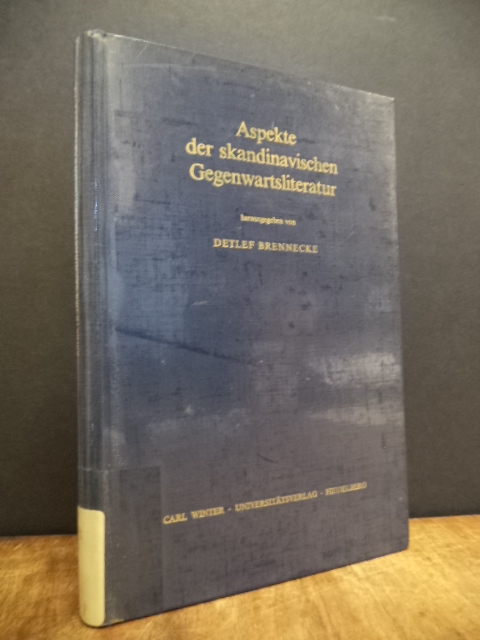 Aspekte
der skandinavischen
Gegenwartsliteratur
herausgegeben von
DETLEF BRENNECKE
CARL WINTER - UNIVERSITÄTSVERLAG - HEIDELBERG